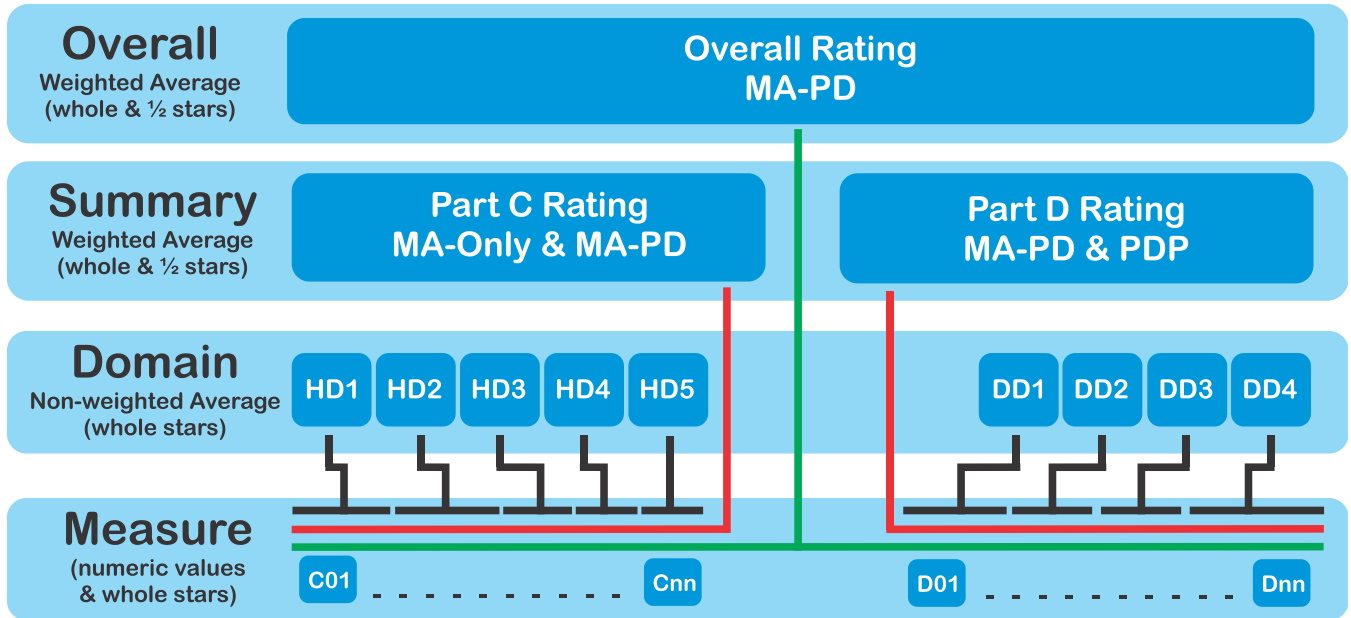 Overall
Weighted Average
(whole & ½ stars)
Overall Rating
MA-PD
Summary
Weighted Average
(whole & ½ stars)
Part C Rating
MA-Only & MA-PD
Part D Rating
MA-PD & PDP
Domain
Non-weighted Average
(whole stars)
HD1 HD2 HD3 HD4 HD5 DD1 DD2 DD3 DD4
Measure
(numeric values
& whole stars)
C01 Cnn D01 Dnn